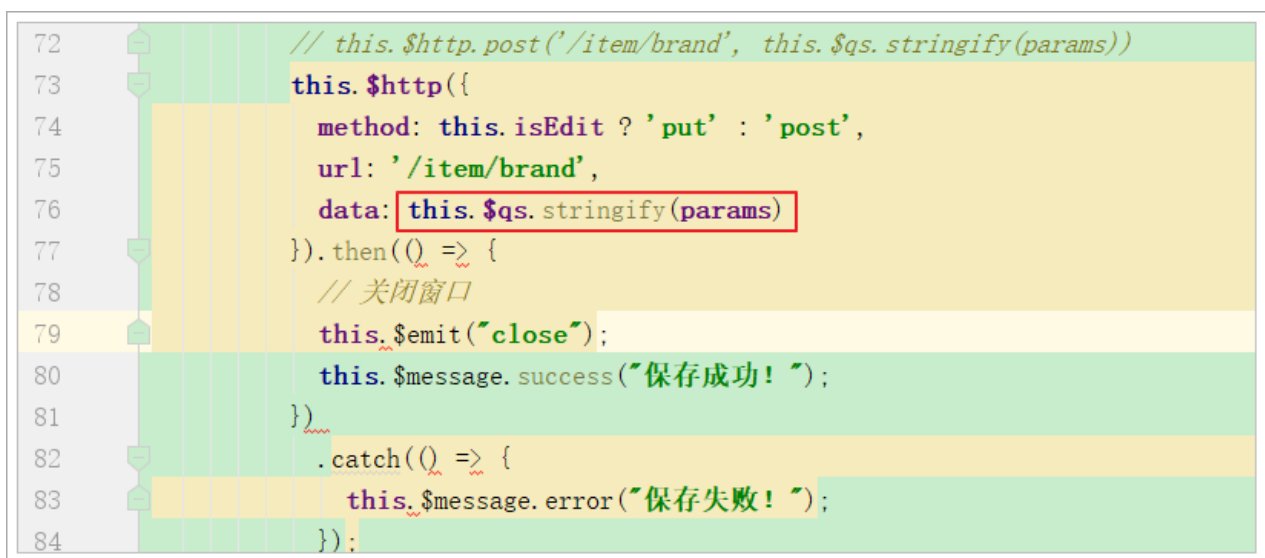 72 // this.$http.post('/item/brand', this.$qs.stringify(params))
73 this.$http({
74 method: this.isEdit ? 'put' : 'post',
75 url: '/item/brand',
76 data: this.$qs.stringify(params)
77 }).then(() => {
78 // 关闭窗口
79 this.$emit("close");
80 this.$message.success("保存成功！");
81 })
82 .catch(() => {
83 this.$message.error("保存失败！");
84 });